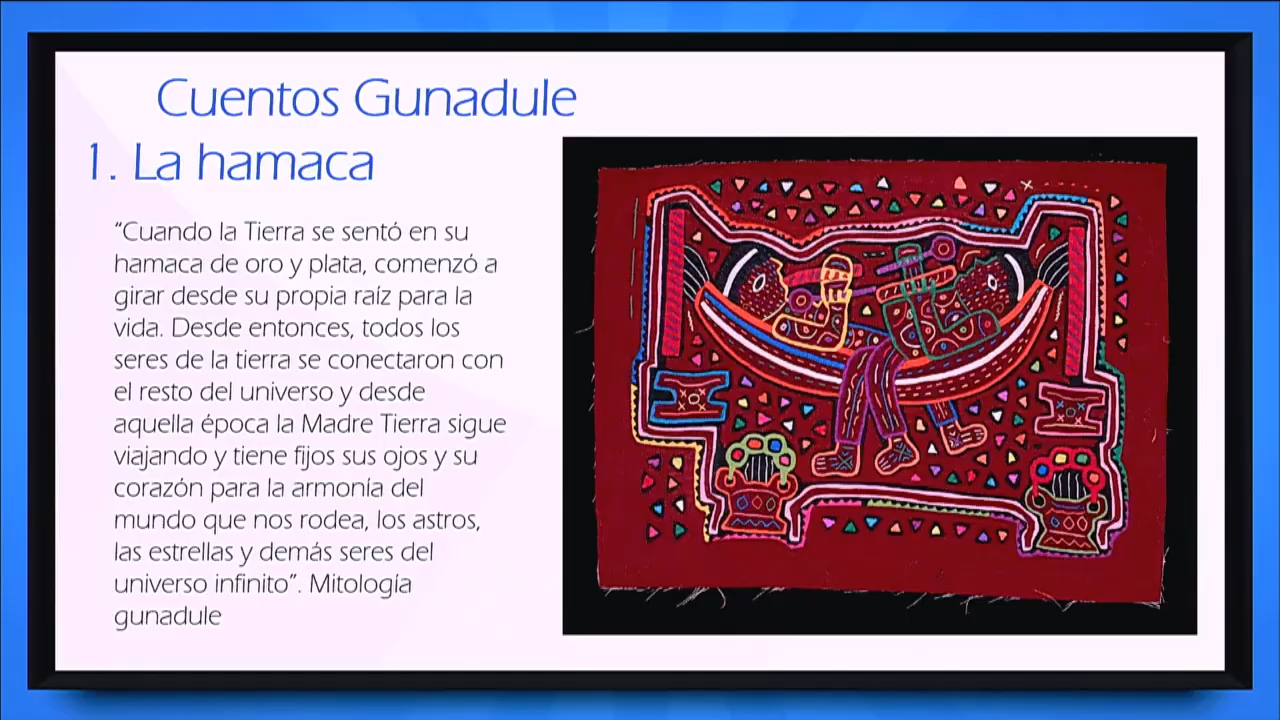 Cuentos Gunadule
1. La hamaca
“Cuando la Tierra se sentó en su
hamaca de oro y plata, comenzó a
girar desde su propia raíz para la
vida. Desde entonces, todos los
seres de la tierra se conectaron con
el resto del universo y desde
aquella época la Madre Tierra sigue
viajando y tiene fijos sus ojos y su
corazón para la armonía del
mundo que nos rodea, los astros,
las estrellas y demás seres del
universo infinito”. Mitología
gunadule